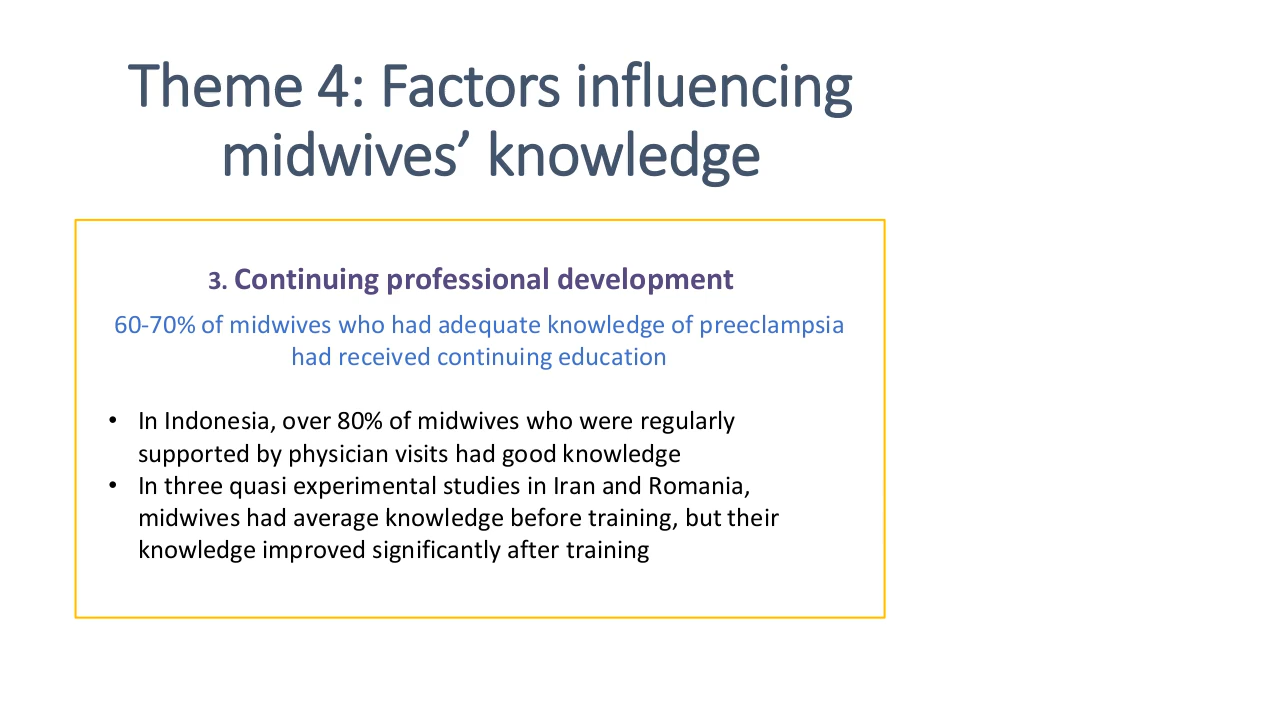 Theme 4: Factors influencing
midwives’ knowledge
3. Continuing professional development
60-70% of midwives who had adequate knowledge of preeclampsia
had received continuing education
• In Indonesia, over 80% of midwives who were regularly
supported by physician visits had good knowledge
• In three quasi experimental studies in Iran and Romania,
midwives had average knowledge before training, but their
knowledge improved significantly after training